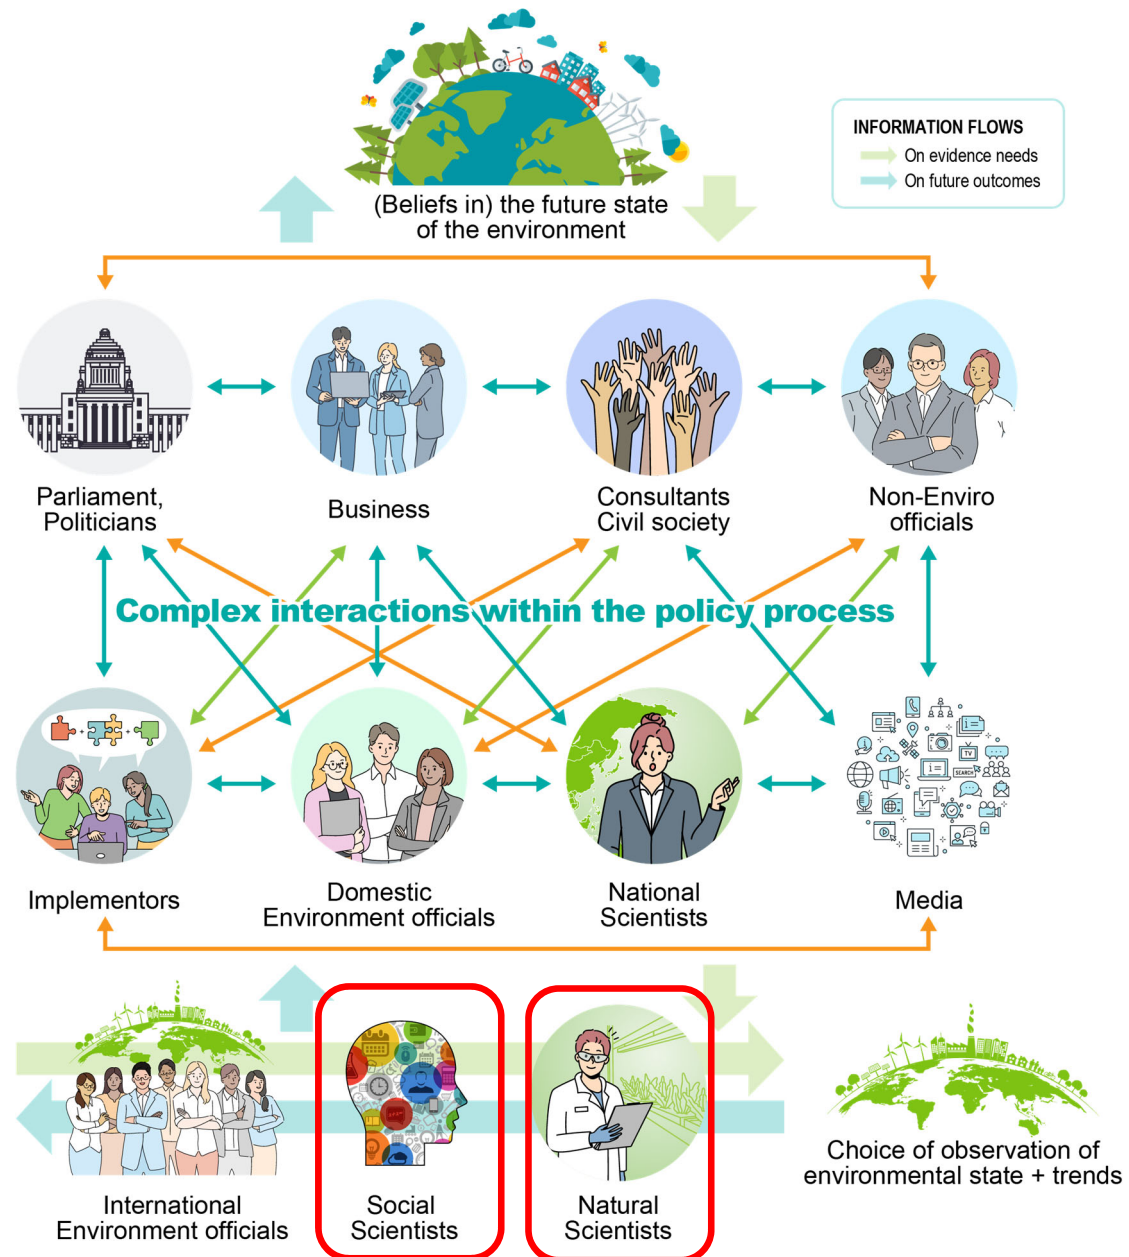 INFORMATION FLOWS
On evidence needs
On future outcomes
(Beliefs in) the future state
of the environment
Parliament,
Politicians
Business
Consultants
Civil society
Non-Enviro
officials
Complex interactions within the policy process
TV
SEARCH
Implementors
Domestic
Environment officials
National
Scientists
Media
International
Environment officials
Social
Scientists
Natural
Scientists
Choice of observation of
environmental state + trends